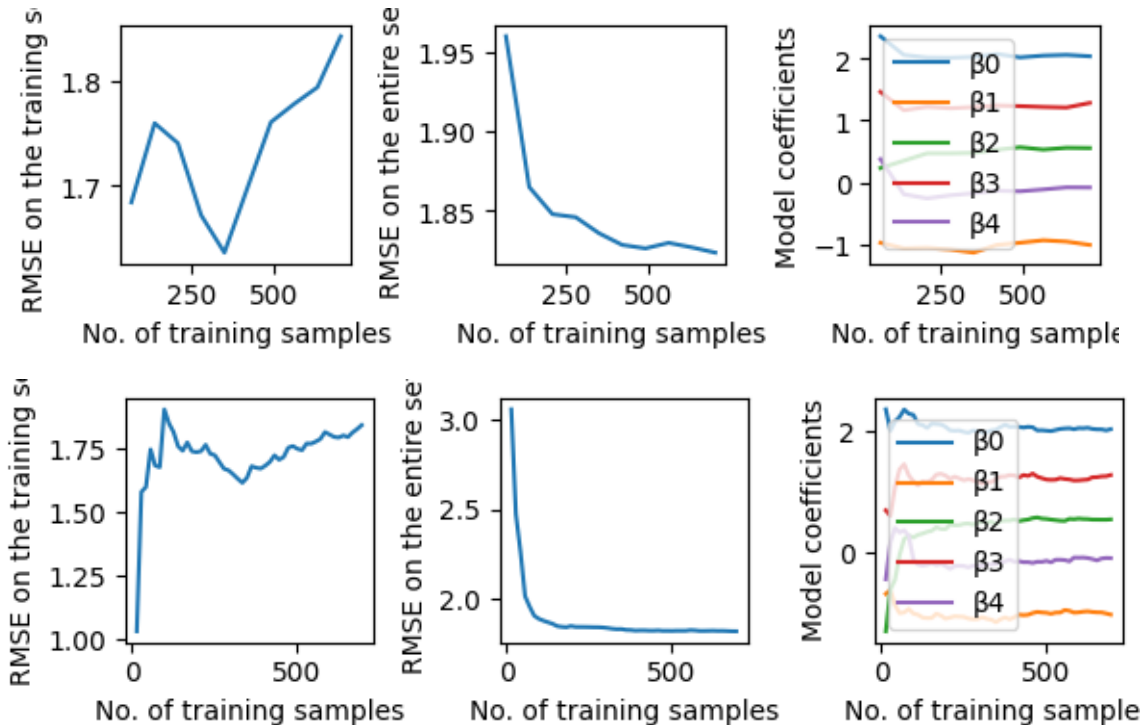 RMSE on the training s
1.8
1.7
250 500
No. of training samples
RMSE on the entire set
1.95
1.90
1.85
250 500
No. of training samples
Model coefficients
2
1
0
−1
β0
β1
β2
β3
β4
250 500
No. of training sample
RMSE on the training se
1.75
1.50
1.25
1.00
0 500
No. of training samples
RMSE on the entire se
3.0
2.5
2.0
0 500
No. of training samples
Model coefficients
2
0
β0
β1
β2
β3
β4
0 500
No. of training sample